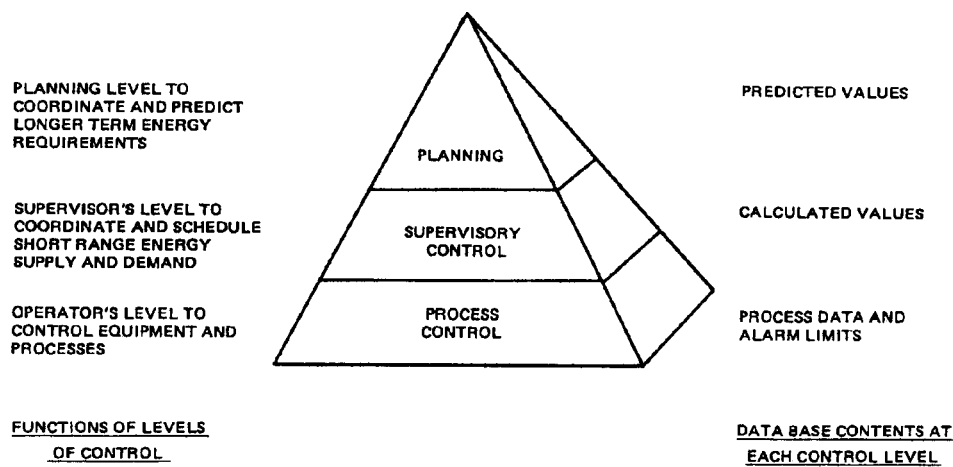 PLANNING LEVEL TO
COORDINATE AND PREDICT
LONGER TERM ENERGY
REQUIREMENTS
PREDICTED VALUES
PLANNING
SUPERVISOR'S LEVEL TO
COORDINATE AND SCHEDULE
SHORT RANGE ENERGY
SUPPLY AND DEMAND
SUPERVISORY
CONTROL
CALCULATED VALUES
OPERATOR'S LEVEL TO
CONTROL EQUIPMENT AND
PROCESSES
PROCESS
CONTROL
PROCESS DATA AND
ALARM LIMITS
FUNCTIONS OF LEVELS
OF CONTROL
DATA BASE CONTENTS AT
EACH CONTROL LEVEL